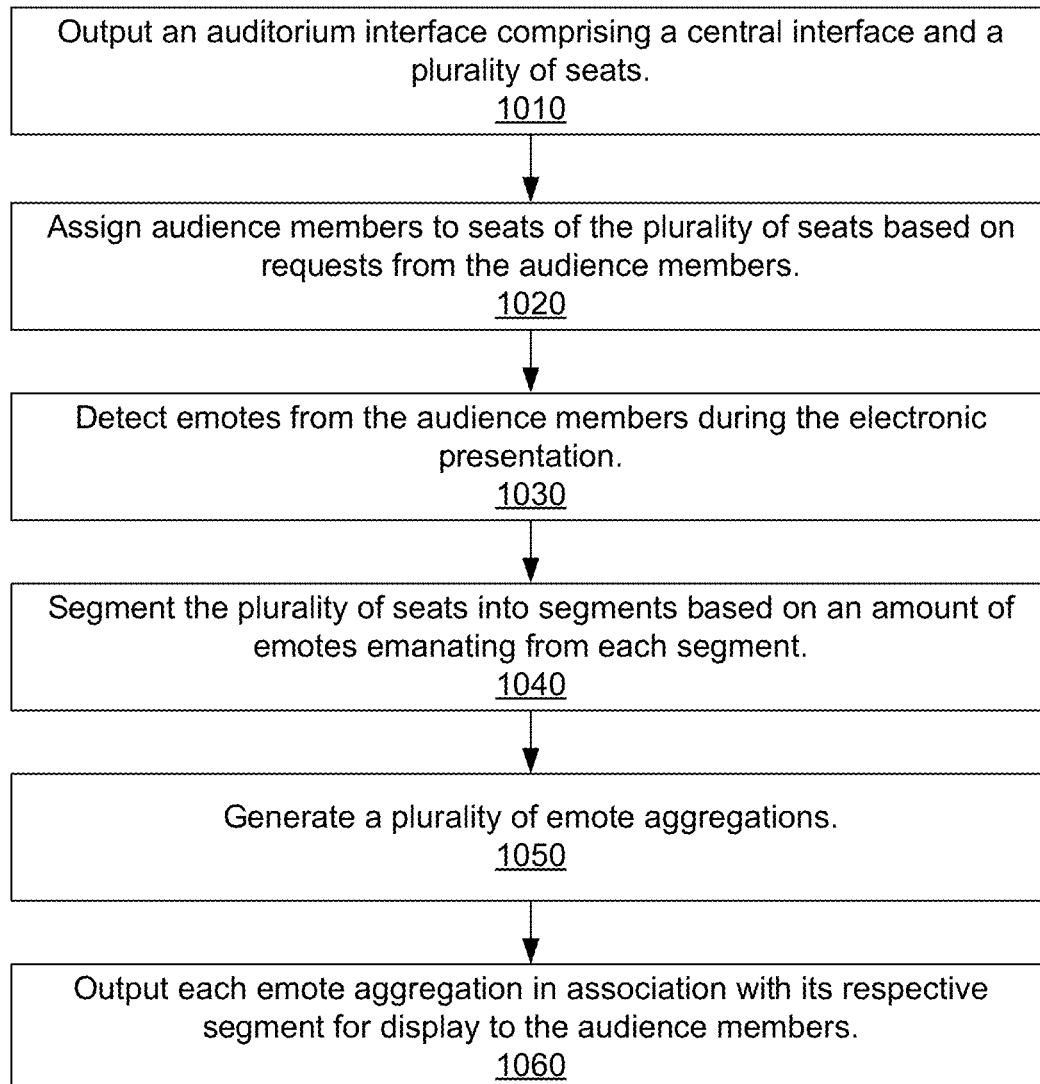 Output an auditorium interface comprising a central interface and a
plurality of seats.
1010
Assign audience members to seats of the plurality of seats based on
requests from the audience members.
1020
Detect emotes from the audience members during the electronic
presentation.
1030
Segment the plurality of seats into segments based on an amount of
emotes emanating from each segment.
1040
Generate a plurality of emote aggregations.
1050
Output each emote aggregation in association with its respective
segment for display to the audience members.
1060